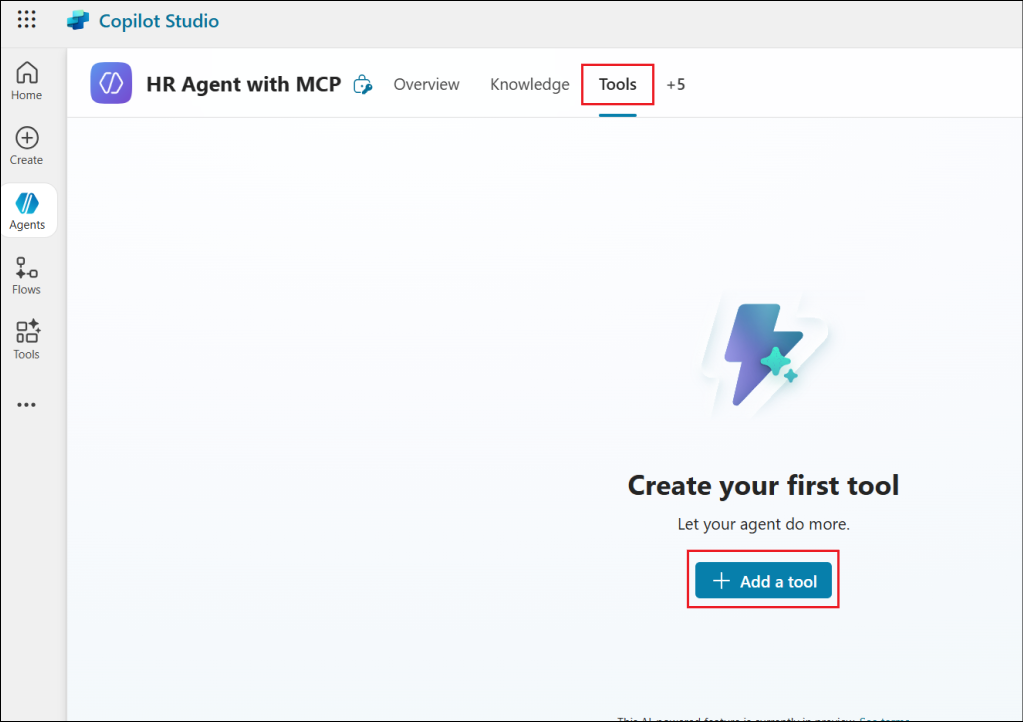 Copilot Studio
HR Agent with MCP
Overview
Knowledge
Tools
+5
Home
Create
Agents
Flows
Tools
Create your first tool
Let your agent do more.
Add a tool
This AI-powered feature is currently in preview. See terms